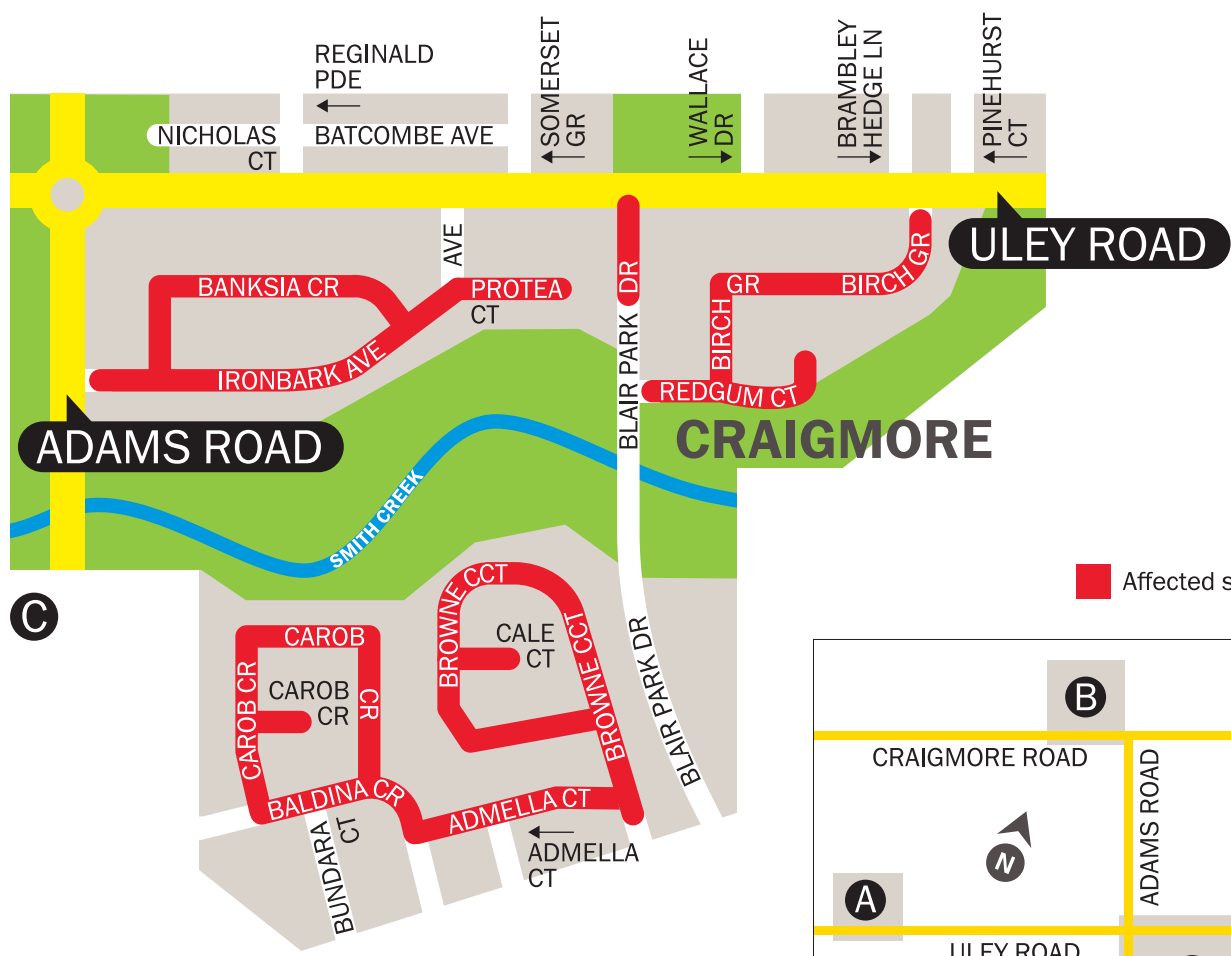 REGINALD
PDE
SOMERSET
GR
WALLACE
DR
BRAMBLEY
HEDGE LN
PINEHURST
CT
NICHOLAS
CT
BATCOMBE AVE
ULEY ROAD
AVE
BANKSIA CR
PROTEA
CT
DR
GR
BIRCH GR
BIRCH
IRONBARK AVE
REDGUM CT
BLAIR PARK
ADAMS ROAD
CRAIGMORE
SMITH CREEK
C
Affected s
BROWNE CCT
BROWNE CCT
CALE
CT
CAROB
CR
CAROB CR
CAROB
CR
BLAIR PARK DR
BALDINA CR
ADMELLA CT
BUNDARA
CT
ADMELLA
CT
B
CRAIGMORE ROAD
ADAMS ROAD
N
A
ULEY ROAD